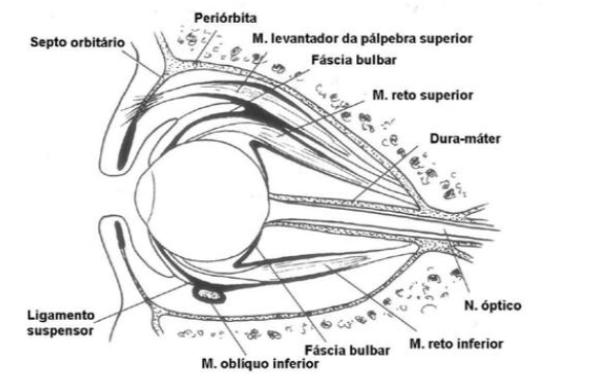 Periórbita
Septo orbitário
M. levantador da pálpebra superior
Fáscia bulbar
M. reto superior
Dura-máter
N. óptico
Ligamento
suspensor
M. reto inferior
Fáscia bulbar
M. oblíquo inferior